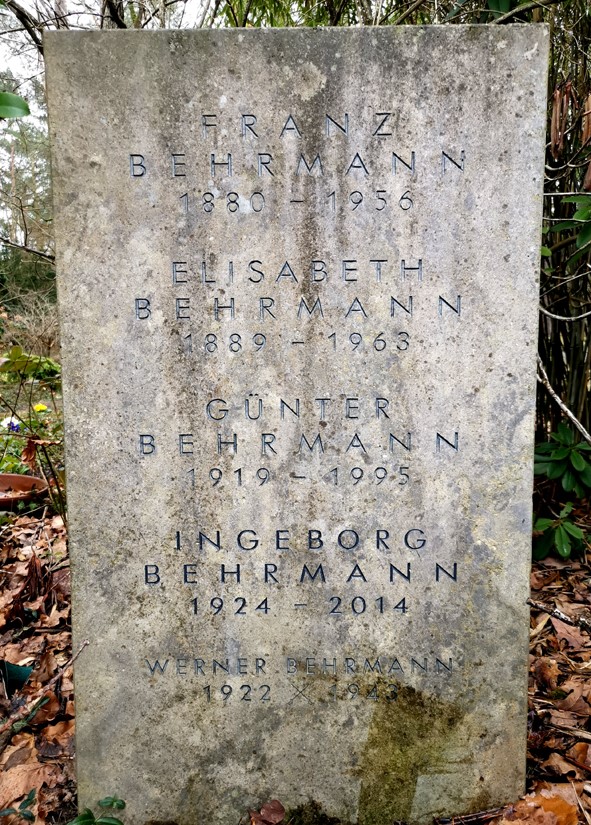 FRANZ
BEHRMANN
1880 – 1956
ELISABETH
BEHRMANN
1889 – 1963
GÜNTER
BEHRMANN
1919 – 1995
INGEBORG
BEHRMANN
1924 – 2014
WERNER BEHRMANN
1922 X 1943